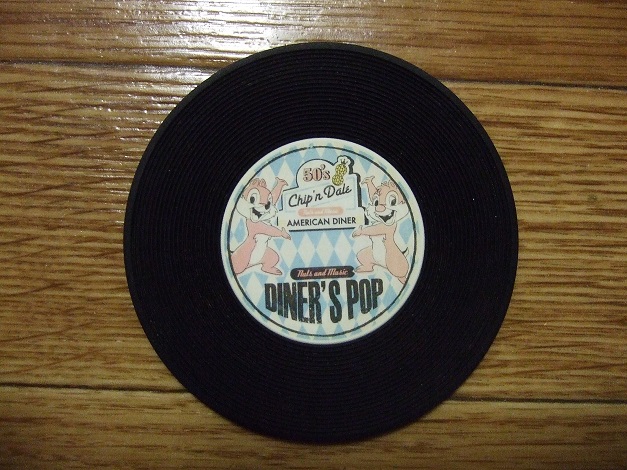 50's
Chip'n Dale
AMERICAN DINER
Nuts and Music
DINER'S POP